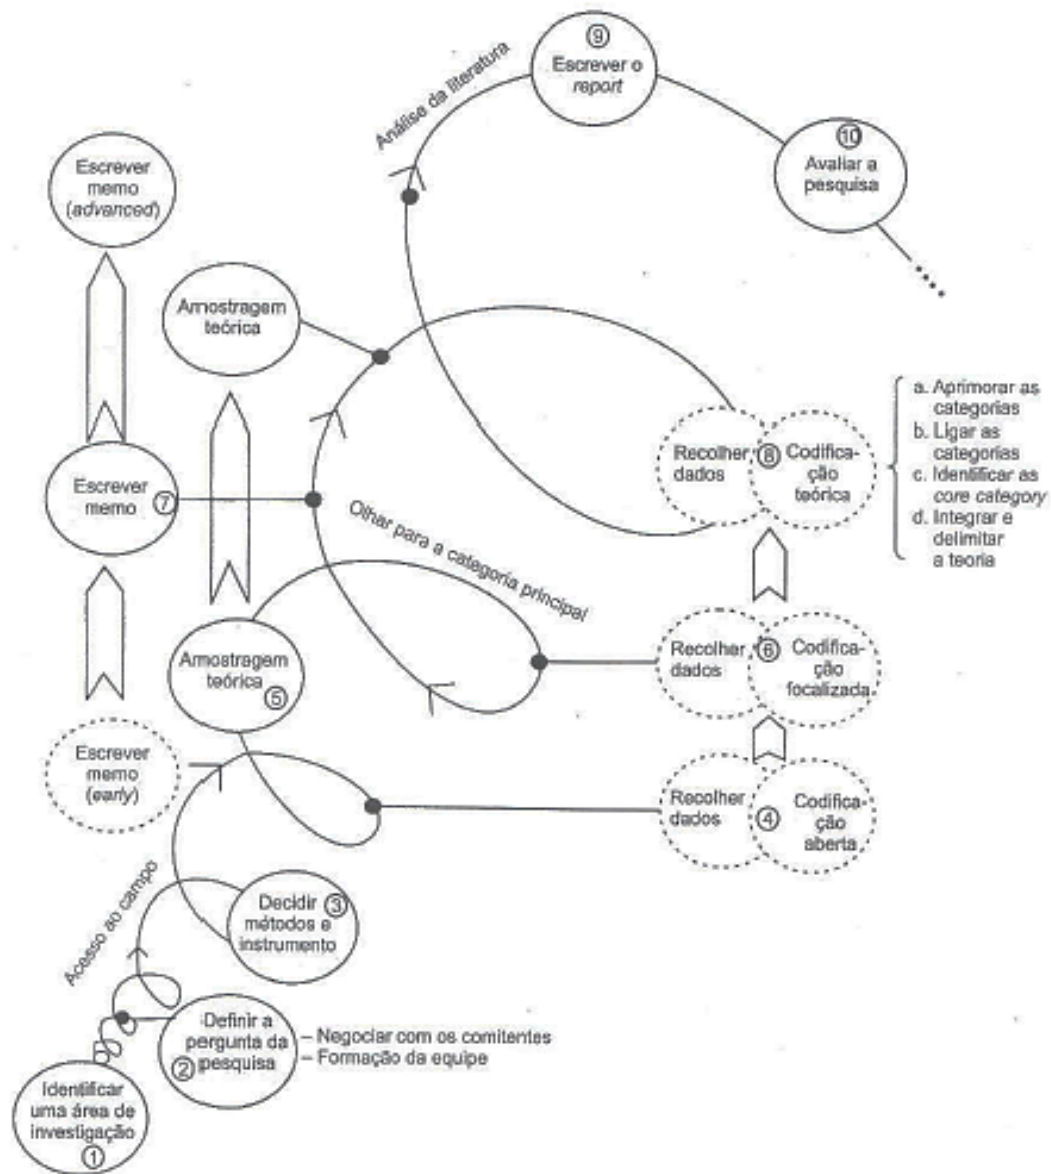 ⑨
Escrever o
report
Análise da literatura
⑩
Avaliar a
pesquisa
Escrever
memo
(advanced)
Amostragem
teórica
Recolher
dados
⑧
Codifica-
ção
teórica
a. Aprimorar as
categorias
b. Ligar as
categorias
c. Identificar as
core category
d. Integrar e
delimitar
a teoria
Escrever
memo
⑦
Olhar para a categoria principal
Amostragem
teórica
⑤
Recolher
dados
⑥
Codifica-
ção
focalizada
Escrever
memo
(early)
Recolher
dados
④
Codifica-
ção
aberta
Acesso ao campo
Decidir ③
métodos e
instrumento
Definir a
pergunta da
② pesquisa
– Negociar com os comitentes
– Formação da equipe
Identificar
uma área de
investigação
①